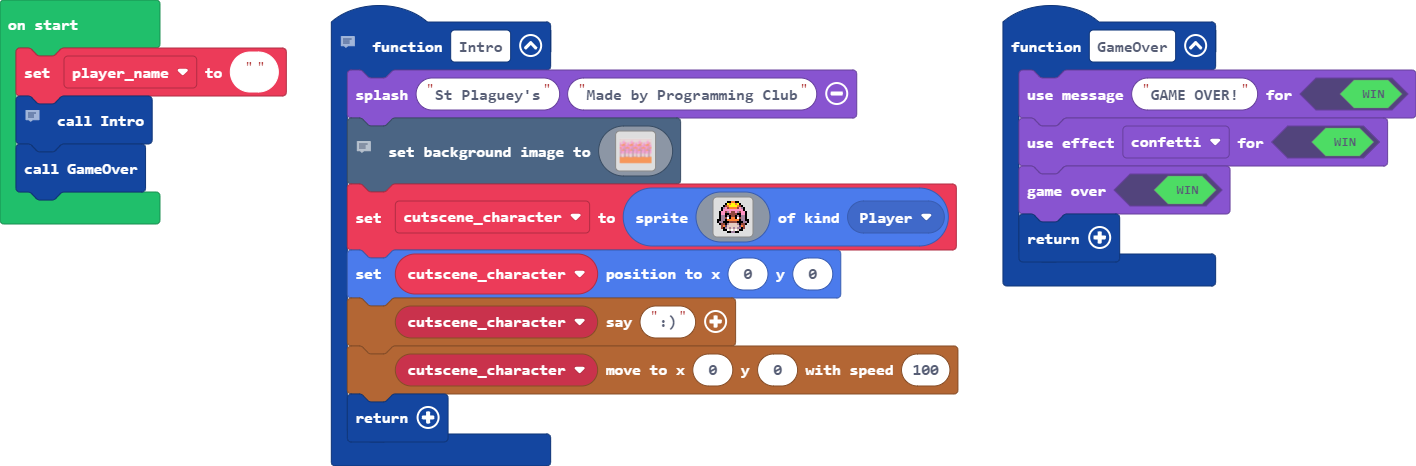 on start
set player_name to " "
call Intro
call GameOver
function Intro
splash "St Plaguey's" "Made by Programming Club"
set background image to
set cutscene_character to sprite of kind Player
set cutscene_character position to x 0 y 0
cutscene_character say ":)"
cutscene_character move to x 0 y 0 with speed 100
return
function GameOver
use message "GAME OVER!" for WIN
use effect confetti for WIN
game over WIN
return